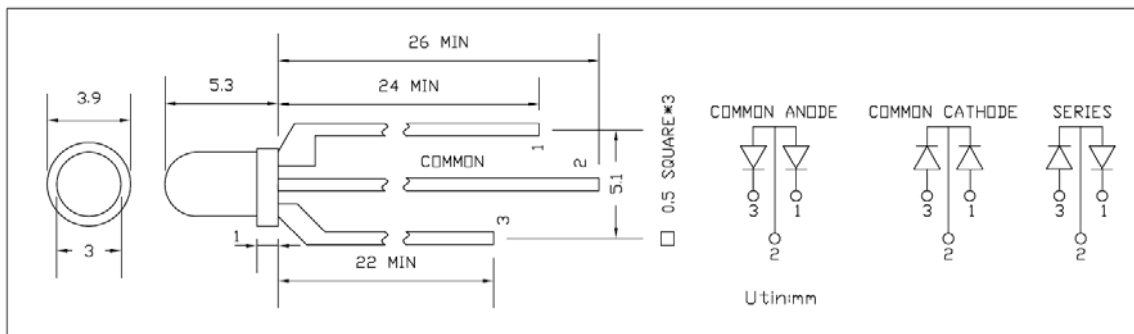 26 MIN
5.3
24 MIN
3.9
COMMON ANODE
COMMON CATHODE
SERIES
1
COMMON
2
5.1
0.5 SQUARE*3
3
1
3
22 MIN
3
1
2
3
1
2
3
1
2
Utin:mm